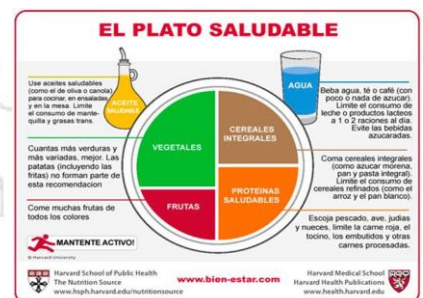 EL PLATO SALUDABLE
Use aceites saludables
(como el de oliva o canola)
para cocinar, en ensaladas
y en la mesa. Limite
el consumo de mante-
quilla y grasas trans.
ACEITE
SALUDABLE
AGUA
Beba agua, té o café (con
poco o nada de azucar).
Limite el consumo de
leche o productos lacteos
a 1 o 2 raciones al día.
Evite las bebidas
azucaradas.
VEGETALES
CEREALES
INTEGRALES
Cuantas más verduras y
más variadas, mejor. Las
patatas (incluyendo las
fritas) no forman parte de
esta recomendacion
Coma cereales integrales
(como azucar morena,
pan y pasta integral).
Limite el consumo de
cereales refinados (como el
arroz y el pan blanco).
FRUTAS
PROTEINAS
SALUDABLES
Come muchas frutas de
todos los colores
Escoja pescado, ave, judias
y nueces, limite la carne roja, el
tocino, los embutidos y otras
carnes procesadas.
MANTENTE ACTIVO!
© Harvard University
Harvard School of Public Health
The Nutrition Source
www.hsph.harvard.edu/nutritionsource
www.bien-estar.com
Harvard Medical School
Harvard Health Publications
www.health.harvard.edu